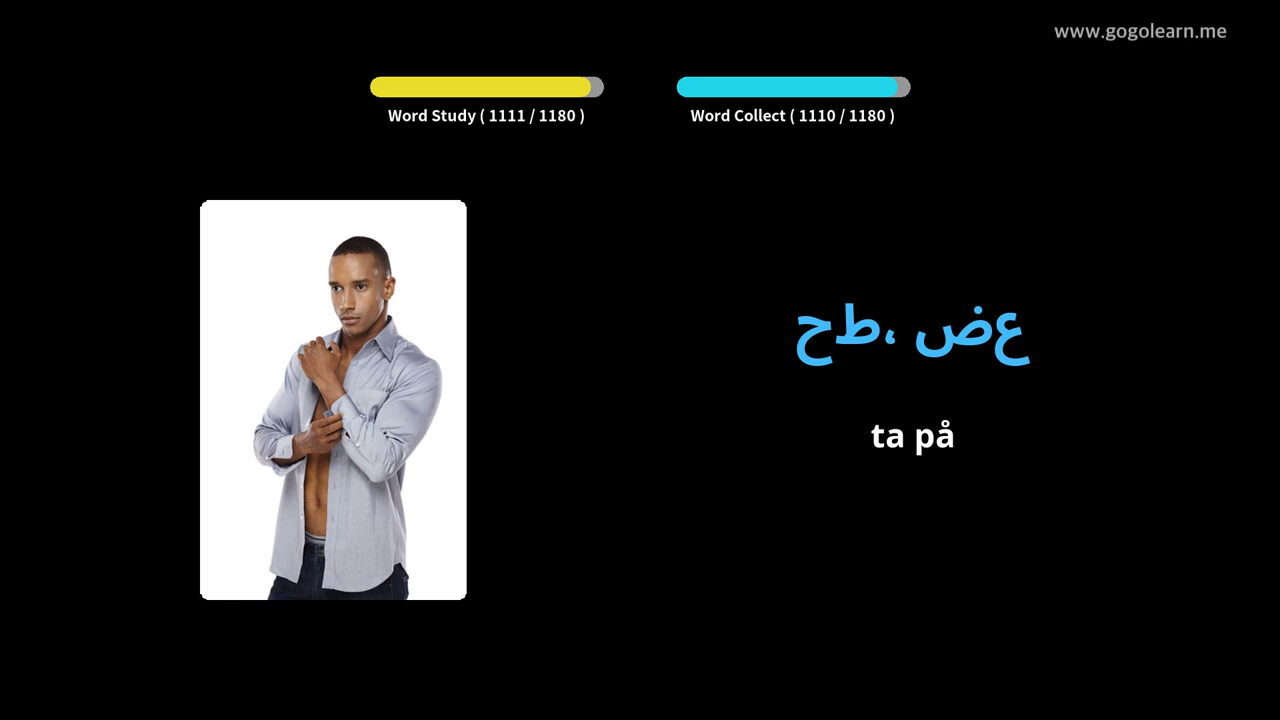 www.gogolearn.me
Word Study ( 1111 / 1180 )
Word Collect ( 1110 / 1180 )
عض ،طح
ta på